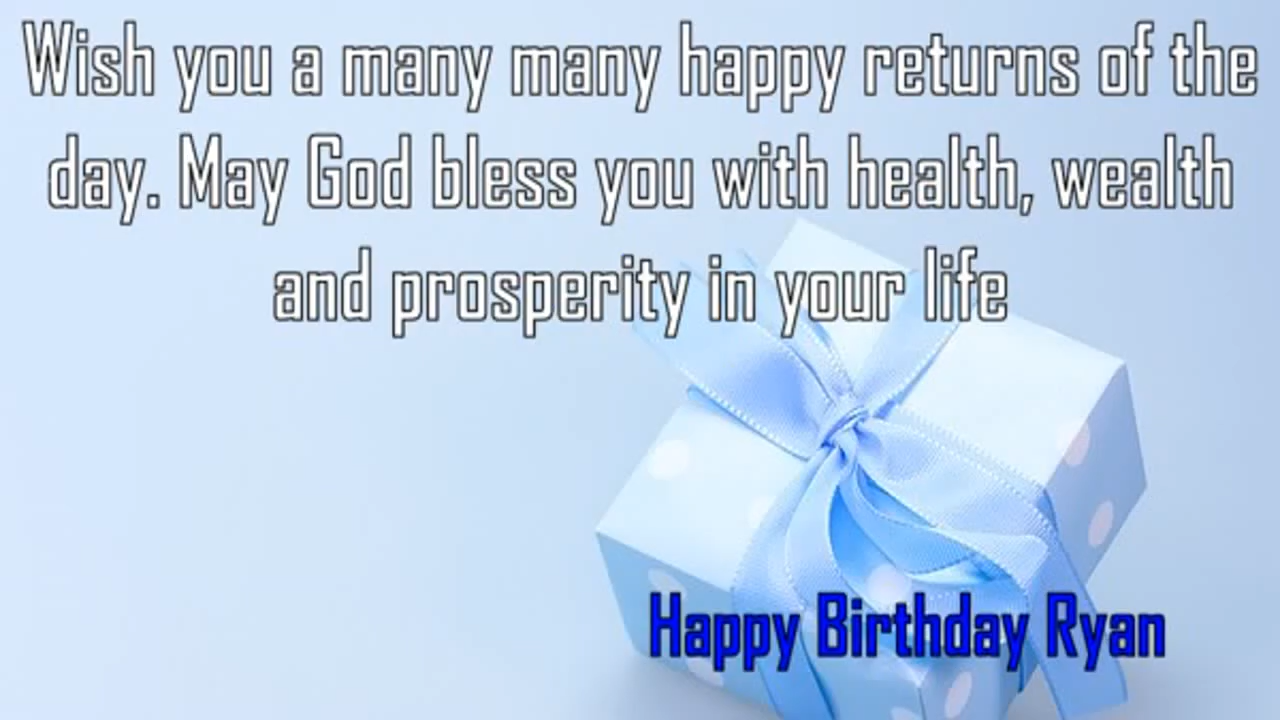 Wish you a many many happy returns of the
day. May God bless you with health, wealth
and prosperity in your life
Happy Birthday Ryan